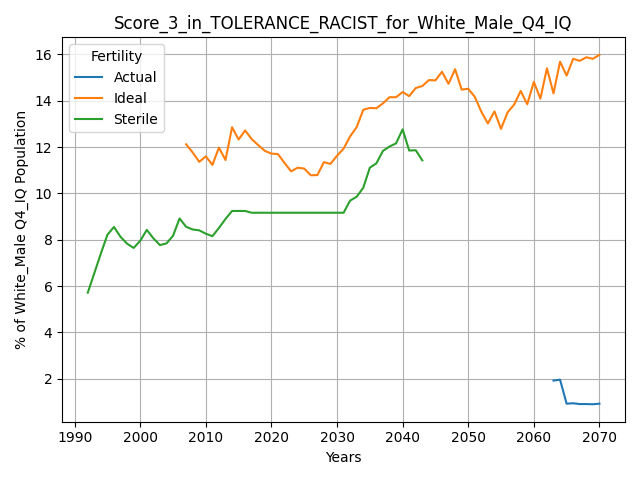 Score_3_in_TOLERANCE_RACIST_for_White_Male_Q4_IQ
Fertility
Actual
Ideal
Sterile
% of White_Male Q4_IQ Population
16
14
12
10
8
6
4
2
1990 2000 2010 2020 2030 2040 2050 2060 2070
Years